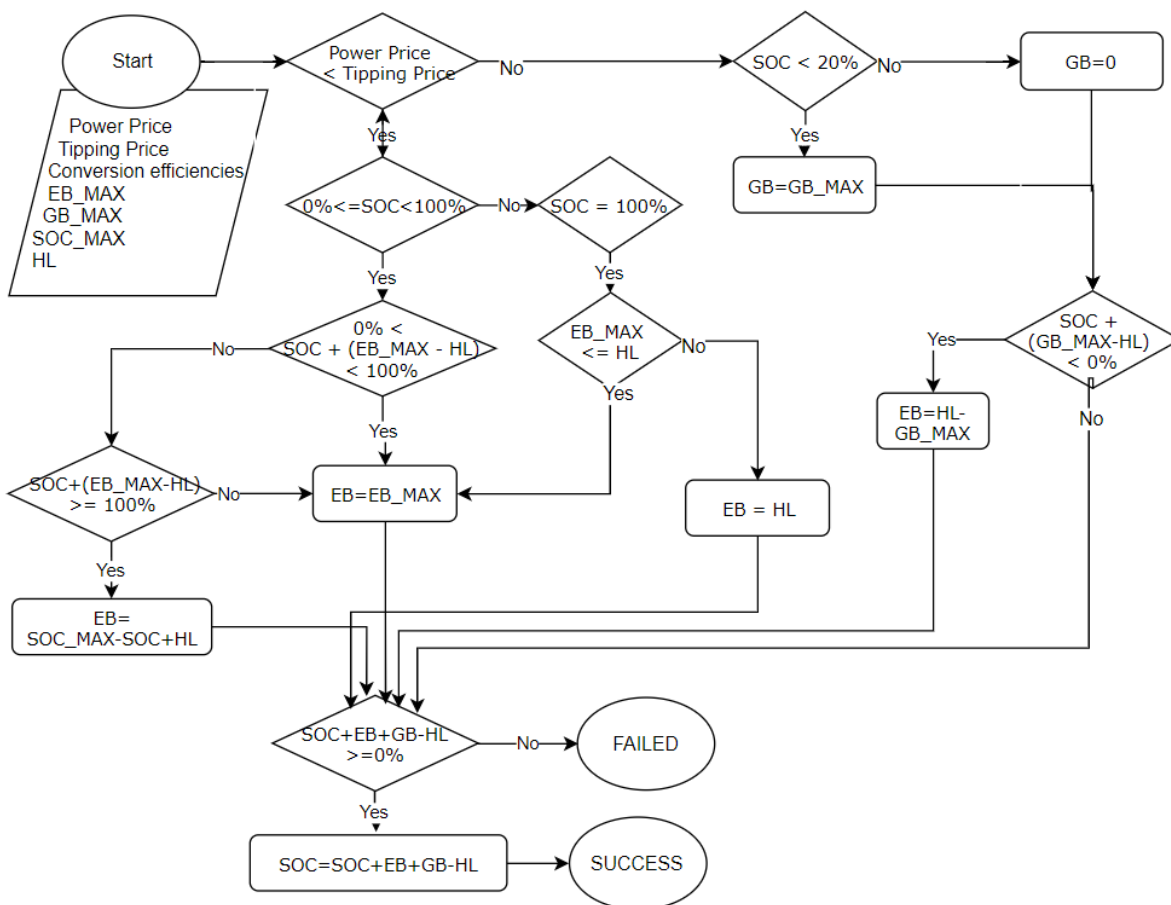 Start
Power Price
Tipping Price
Conversion efficiencies
EB_MAX
GB_MAX
SOC_MAX
HL
Power Price
< Tipping Price
No
Yes
SOC < 20%
No
Yes
GB=0
GB=GB_MAX
0%<=SOC<100%
No
Yes
SOC = 100%
Yes
0% <
SOC + (EB_MAX - HL)
< 100%
No
Yes
EB_MAX
<= HL
No
Yes
SOC +
(GB_MAX-HL)
< 0%
Yes
No
EB=HL-
GB_MAX
SOC+(EB_MAX-HL)
>= 100%
No
Yes
EB=EB_MAX
EB = HL
EB=
SOC_MAX-SOC+HL
SOC+EB+GB-HL
>=0%
No
Yes
FAILED
SOC=SOC+EB+GB-HL
SUCCESS